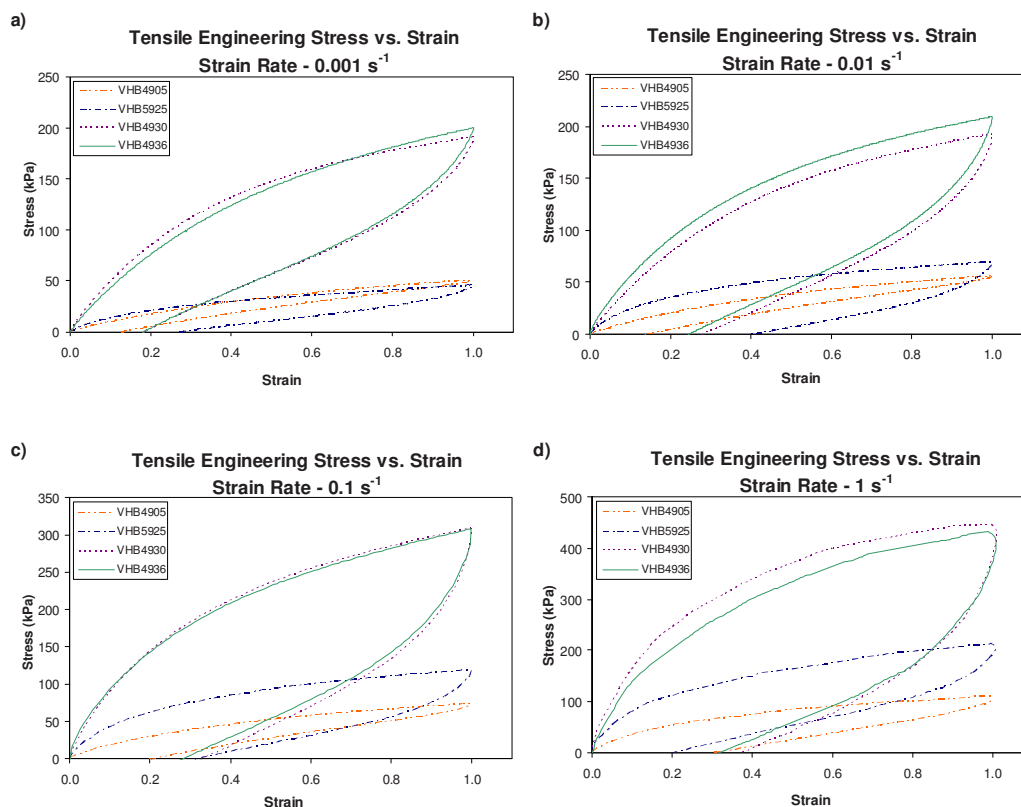 a)
Tensile Engineering Stress vs. Strain
Strain Rate - 0.001 s⁻¹
250
200
150
100
50
0
Stress (kPa)
VHB4905
VHB5925
VHB4930
VHB4936
0.0 0.2 0.4 0.6 0.8 1.0
Strain
b)
Tensile Engineering Stress vs. Strain
Strain Rate - 0.01 s⁻¹
250
200
150
100
50
0
Stress (kPa)
VHB4905
VHB5925
VHB4930
VHB4936
0.0 0.2 0.4 0.6 0.8 1.0
Strain
c)
Tensile Engineering Stress vs. Strain
Strain Rate - 0.1 s⁻¹
350
300
250
200
150
100
50
0
Stress (kPa)
VHB4905
VHB5925
VHB4930
VHB4936
0.0 0.2 0.4 0.6 0.8 1.0
Strain
d)
Tensile Engineering Stress vs. Strain
Strain Rate - 1 s⁻¹
500
400
300
200
100
0
Stress (kPa)
VHB4905
VHB5925
VHB4930
VHB4936
0.0 0.2 0.4 0.6 0.8 1.0
Strain